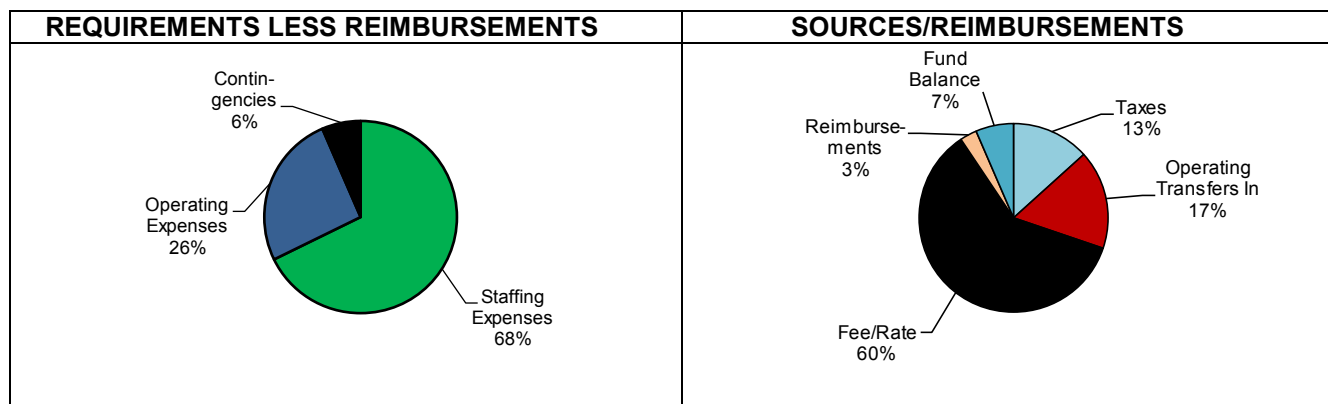 REQUIREMENTS LESS REIMBURSEMENTS
Contin-
gencies
6%
Operating
Expenses
26%
Staffing
Expenses
68%
SOURCES/REIMBURSEMENTS
Fund
Balance
7%
Taxes
13%
Reimburse-
ments
3%
Operating
Transfers In
17%
Fee/Rate
60%